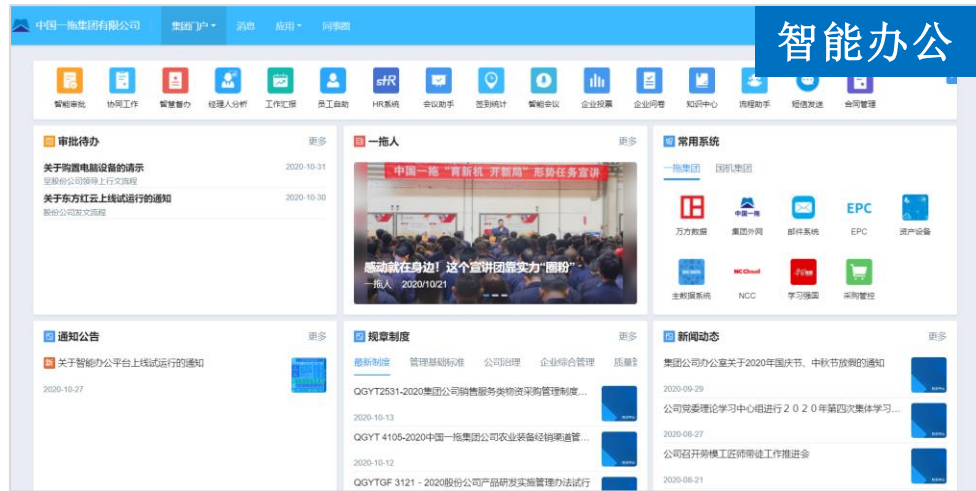 中国一拖集团有限公司
集团门户
消息
应用
同事圈
智能办公
智能审批
协同工作
智慧督办
经理人分析
工作汇报
员工自助
stR
HR系统
会议助手
签到统计
智能会议
企业投票
企业问卷
知识中心
流程助手
短信发送
合同管理
审批待办
更多
关于购置电脑设备的请示
2020-10-31
呈股份公司领导上行文流程
关于东方红云上线试运行的通知
2020-10-30
股份公司发文流程
一拖人
更多
中国一拖“育新机 开新局”形势任务宣讲
感动就在身边！这个宣讲团靠实力“圈粉”
一拖人 2020/10/21
常用系统
一拖集团
国机集团
万方数据
中国一拖
集团外网
邮件系统
EPC
EPC
资产设备
主数据系统
NCCloud
NCC
学习强国
采购管控
通知公告
更多
新 关于智能办公平台上线试运行的通知
2020-10-27
规章制度
更多
最新制度
管理基础标准
公司治理
企业综合管理
质量管
QGYT2531-2020集团公司销售服务类物资采购管理制度...
2020-10-13
QGYT 4105-2020中国一拖集团公司农业装备经销渠道管...
2020-10-12
QGYTGF 3121 - 2020股份公司产品研发实施管理办法试行
新闻动态
更多
集团公司办公室关于2020年国庆节、中秋节放假的通知
2020-09-29
公司党委理论学习中心组进行２０２０年第四次集体学习...
2020-08-27
公司召开劳模工匠师带徒工作推进会
2020-08-21